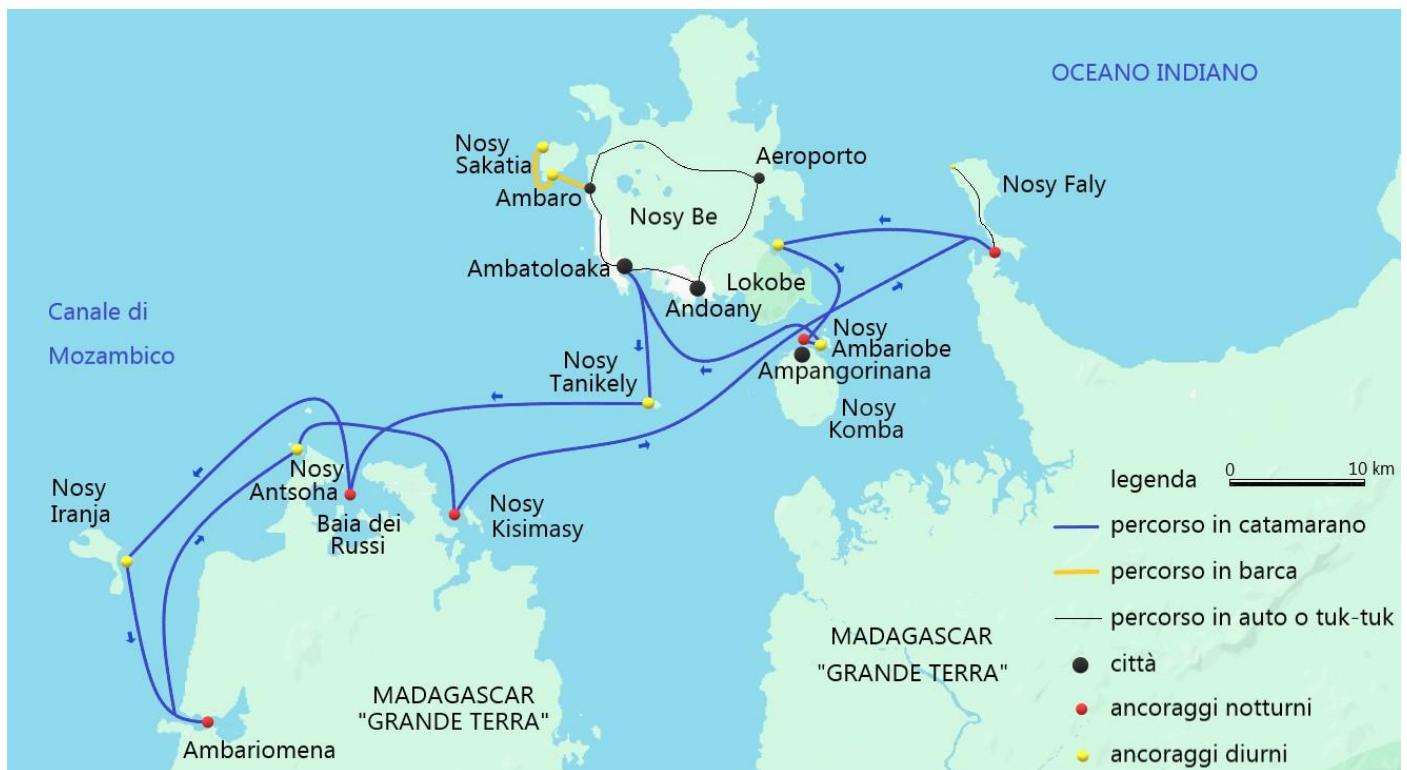 OCEANO INDIANO
Nosy
Sakatia
Aeroporto
Nosy Faly
Ambaro
Nosy Be
Ambatoloaka
Lokobe
Andoany
Canale di
Mozambico
Nosy
Ambariobe
Nosy
Tanikely
Ampangorinana
Nosy
Komba
Nosy
Antsoha
Nosy
Iranja
Baia dei
Russi
Nosy
Kisimasy
MADAGASCAR
"GRANDE TERRA"
MADAGASCAR
"GRANDE TERRA"
Ambariomena
legenda 0 10 km
percorso in catamarano
percorso in barca
percorso in auto o tuk-tuk
città
ancoraggi notturni
ancoraggi diurni